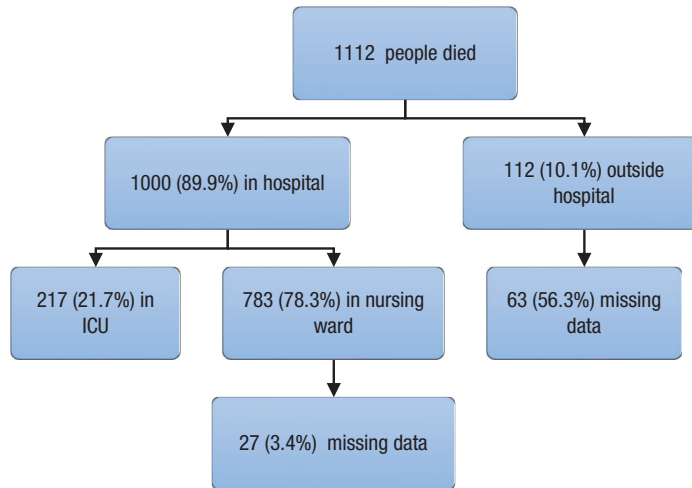 1112 people died
1000 (89.9%) in hospital
112 (10.1%) outside
hospital
217 (21.7%) in
ICU
783 (78.3%) in nursing
ward
63 (56.3%) missing
data
27 (3.4%) missing data